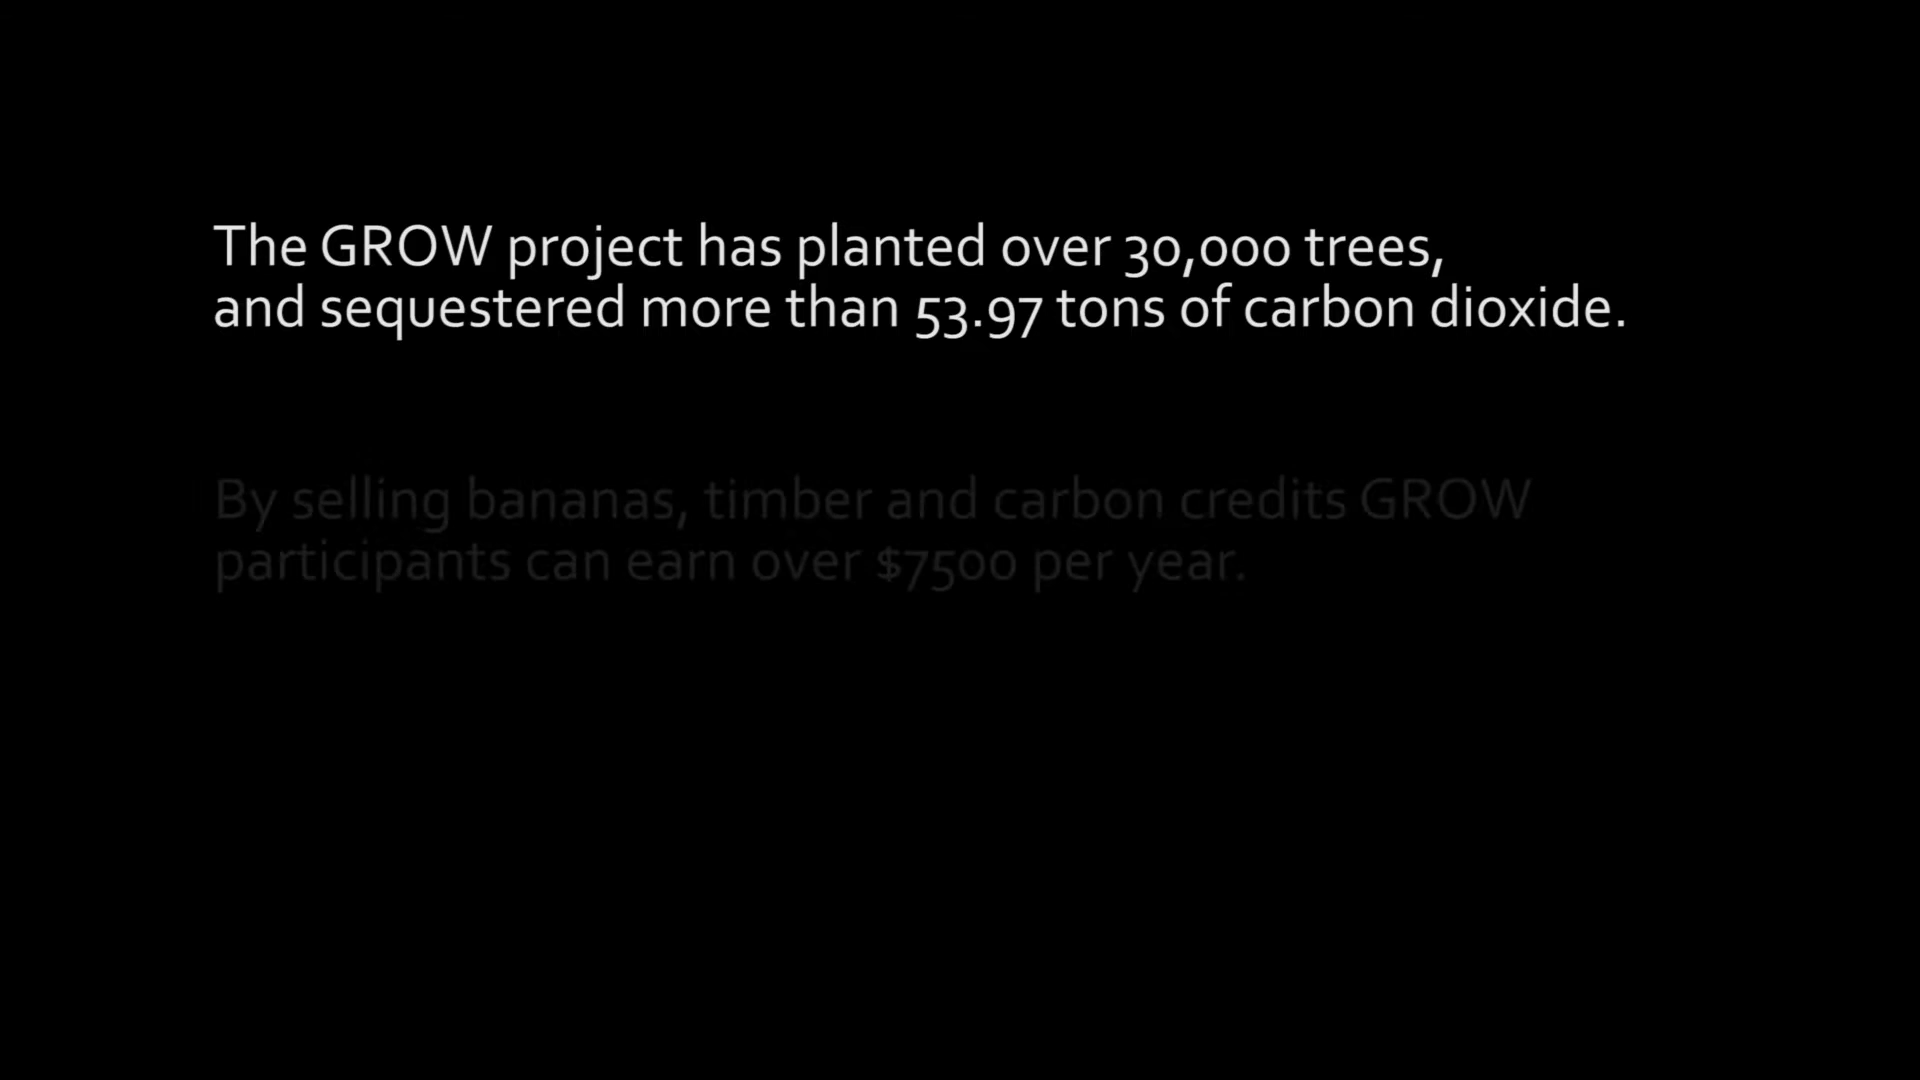 The GROW project has planted over 30,000 trees,
and sequestered more than 53.97 tons of carbon dioxide.
By selling bananas, timber and carbon credits GROW
participants can earn over $7500 per year.